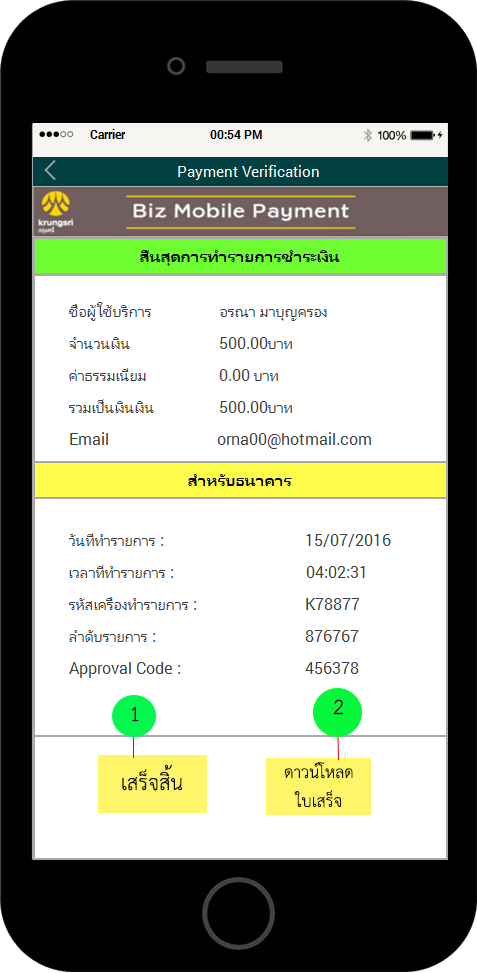 Carrier 00:54 PM 100%
Payment Verification
krungsri
กรุงศรี
Biz Mobile Payment
สิ้นสุดการทำรายการชำระเงิน
ชื่อผู้ใช้บริการ อรณา มาบุญครอง
จำนวนเงิน 500.00บาท
ค่าธรรมเนียม 0.00 บาท
รวมเป็นเงินเงิน 500.00บาท
Email orna00@hotmail.com
สำหรับธนาคาร
วันที่ทำรายการ : 15/07/2016
เวลาที่ทำรายการ : 04:02:31
รหัสเครื่องทำรายการ : K78877
ลำดับรายการ : 876767
Approval Code : 456378
1 2
เสร็จสิ้น
ดาวน์โหลด
ใบเสร็จ